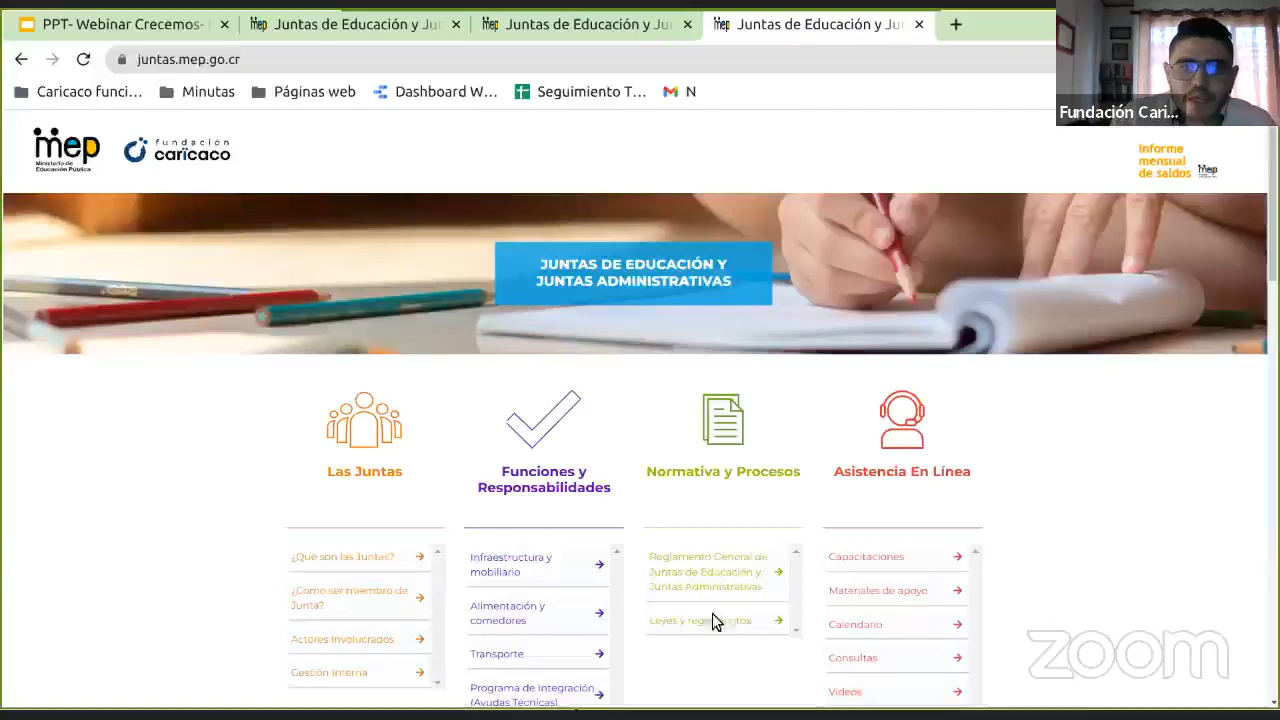 PPT- Webinar Crecemos-
Juntas de Educación y Ju
Juntas de Educación y Ju
Juntas de Educación y Ju
juntas.mep.go.cr
Caricaco funci...
Minutas
Páginas web
Dashboard W...
Seguimiento T...
N
Fundación Cari...
mep
Ministerio de
Educación Pública
fundación
caricaco
Informe
mensual
de saldos
mep
JUNTAS DE EDUCACIÓN Y
JUNTAS ADMINISTRATIVAS
Las Juntas
Funciones y
Responsabilidades
Normativa y Procesos
Asistencia En Línea
¿Qué son las Juntas?
¿Cómo ser miembro de
Junta?
Actores Involucrados
Gestión Interna
Infraestructura y
mobiliario
Alimentación y
comedores
Transporte
Programa de Integración
(Ayudas Técnicas)
Reglamento General de
Juntas de Educación y
Juntas Administrativas
Leyes y reglamentos
Capacitaciones
Materiales de apoyo
Calendario
Consultas
Videos
zoom